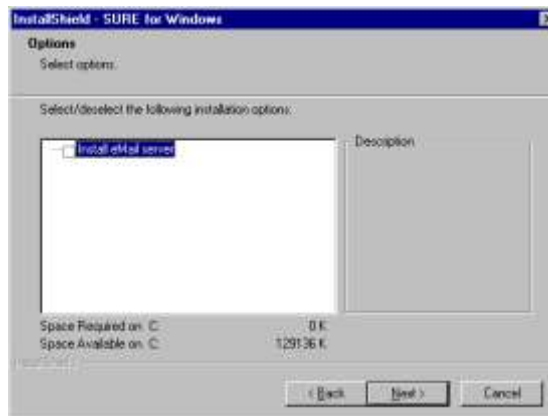 InstallShield - SURE for Windows
Options
Select options.
Select/deselect the following installation options:
Install eMail server
Description
Space Required on C: 0 K
Space Available on C: 129136 K
< Back Next > Cancel